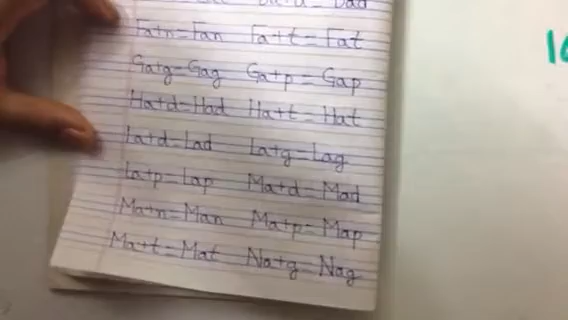 Dad
Fa+n=Fan Fa+t=Fat
Ga+g=Gag Ga+p=Gap
Ha+d=Had Ha+t=Hat
La+d=Lad La+g=Lag
La+p=Lap Ma+d=Mad
Ma+n=Man Ma+p=Map
Ma+t=Mat Na+g=Nag